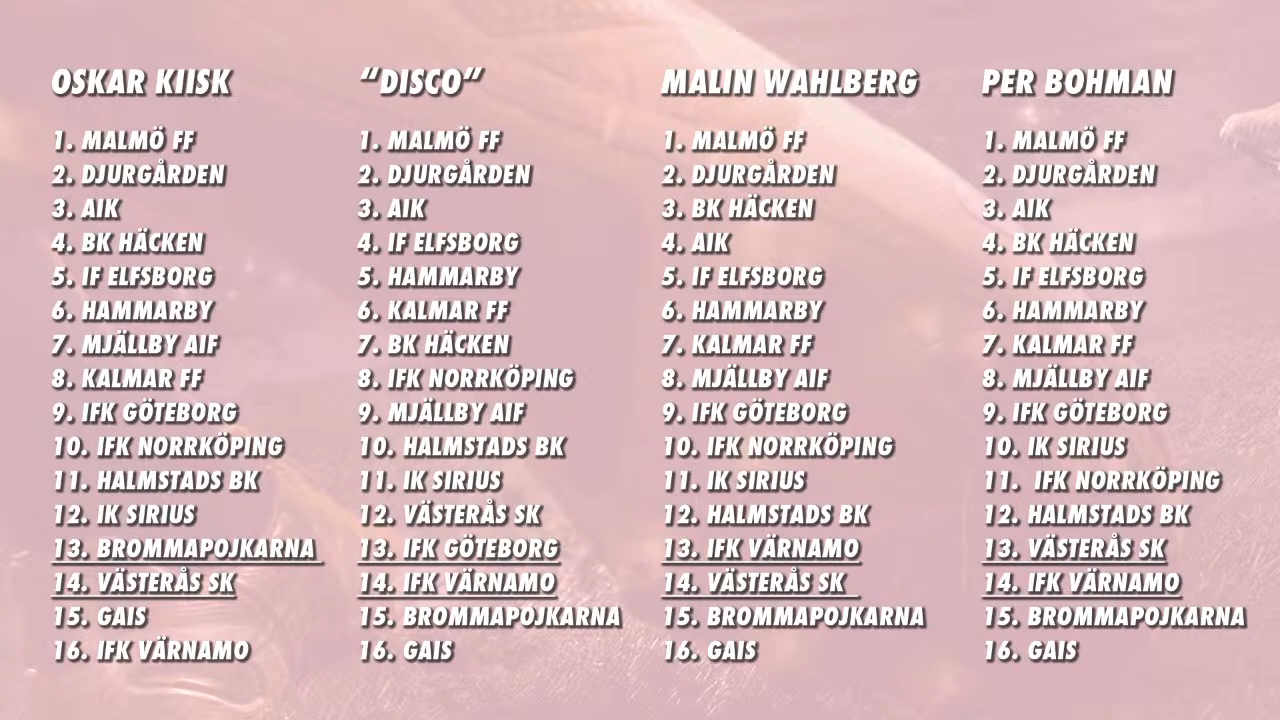 OSKAR KIISK
1. MALMÖ FF
2. DJURGÅRDEN
3. AIK
4. BK HÄCKEN
5. IF ELFSBORG
6. HAMMARBY
7. MJÄLLBY AIF
8. KALMAR FF
9. IFK GÖTEBORG
10. IFK NORRKÖPING
11. HALMSTADS BK
12. IK SIRIUS
13. BROMMAPOJKARNA
14. VÄSTERÅS SK
15. GAIS
16. IFK VÄRNAMO
"DISCO"
1. MALMÖ FF
2. DJURGÅRDEN
3. AIK
4. IF ELFSBORG
5. HAMMARBY
6. KALMAR FF
7. BK HÄCKEN
8. IFK NORRKÖPING
9. MJÄLLBY AIF
10. HALMSTADS BK
11. IK SIRIUS
12. VÄSTERÅS SK
13. IFK GÖTEBORG
14. IFK VÄRNAMO
15. BROMMAPOJKARNA
16. GAIS
MALIN WAHLBERG
1. MALMÖ FF
2. DJURGÅRDEN
3. BK HÄCKEN
4. AIK
5. IF ELFSBORG
6. HAMMARBY
7. KALMAR FF
8. MJÄLLBY AIF
9. IFK GÖTEBORG
10. IFK NORRKÖPING
11. IK SIRIUS
12. HALMSTADS BK
13. IFK VÄRNAMO
14. VÄSTERÅS SK
15. BROMMAPOJKARNA
16. GAIS
PER BOHMAN
1. MALMÖ FF
2. DJURGÅRDEN
3. AIK
4. BK HÄCKEN
5. IF ELFSBORG
6. HAMMARBY
7. KALMAR FF
8. MJÄLLBY AIF
9. IFK GÖTEBORG
10. IK SIRIUS
11. IFK NORRKÖPING
12. HALMSTADS BK
13. VÄSTERÅS SK
14. IFK VÄRNAMO
15. BROMMAPOJKARNA
16. GAIS